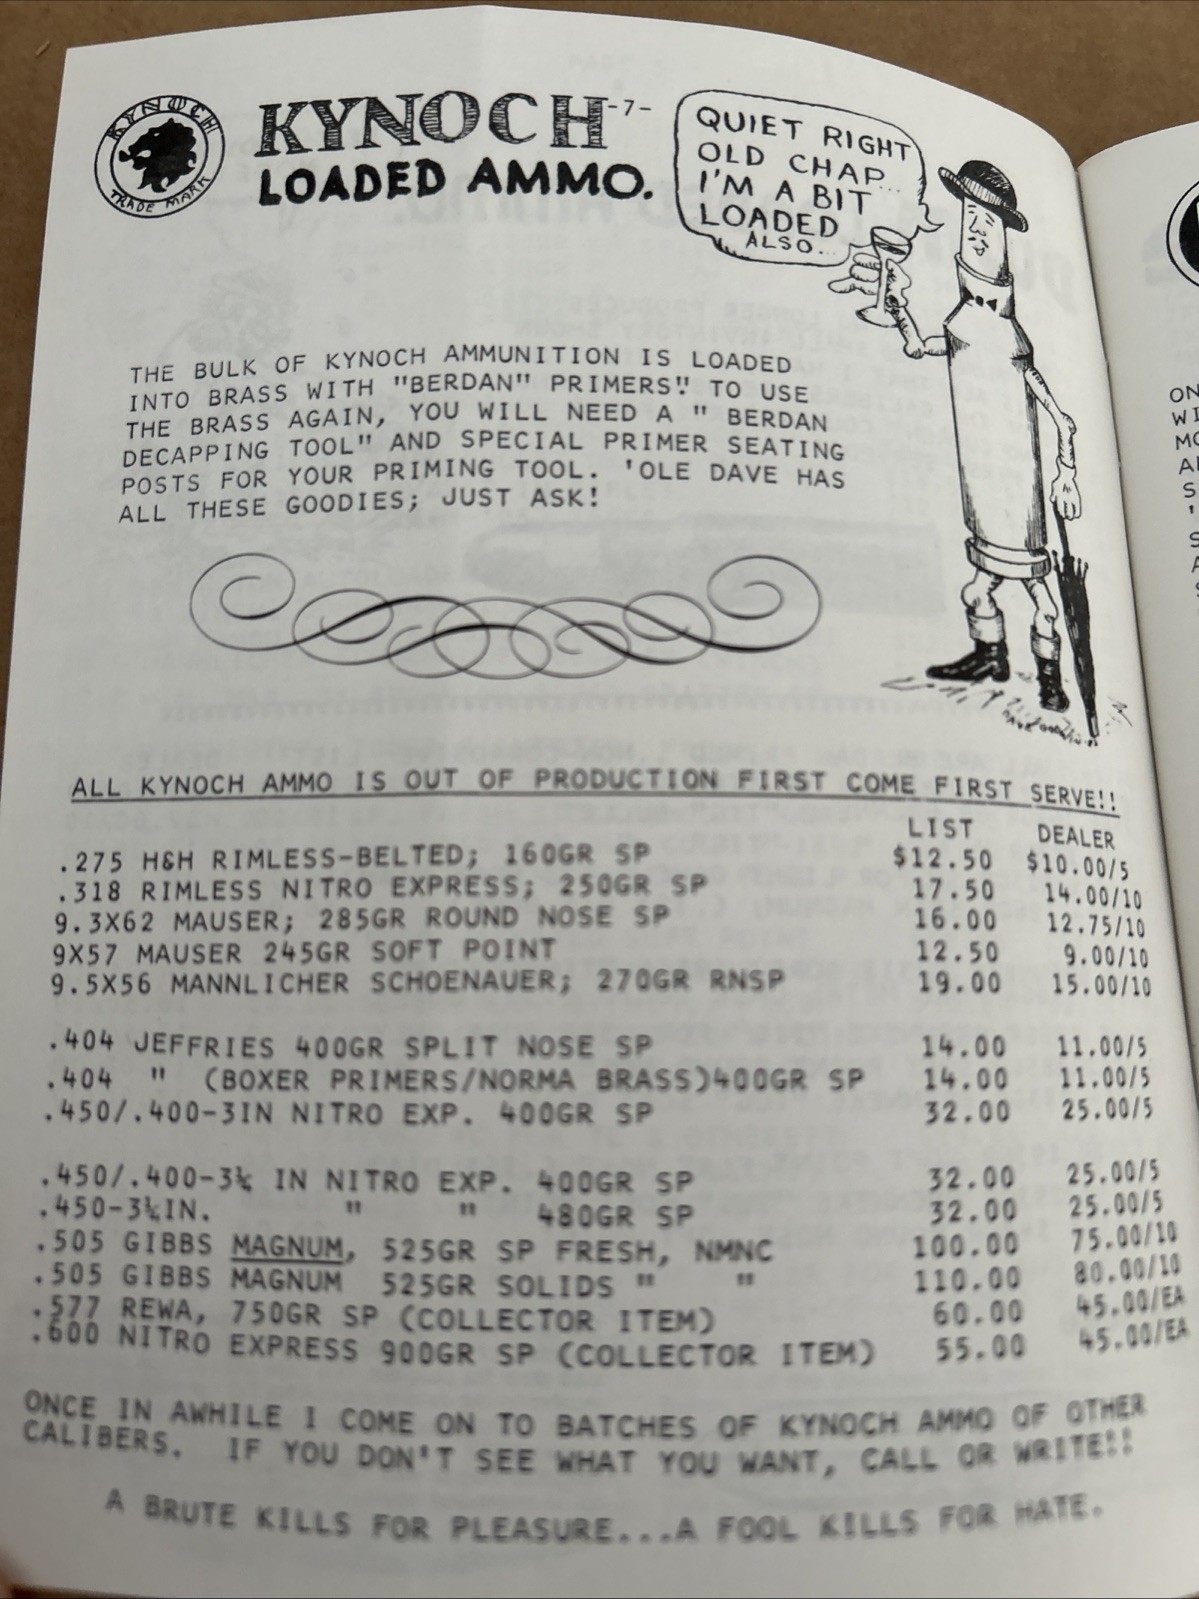 KYNOCH
TRADE MARK
KYNOCH
-7-
LOADED AMMO.
QUIET RIGHT
OLD CHAP...
I'M A BIT
LOADED
ALSO...
THE BULK OF KYNOCH AMMUNITION IS LOADED
INTO BRASS WITH "BERDAN" PRIMERS!! TO USE
THE BRASS AGAIN, YOU WILL NEED A " BERDAN
DECAPPING TOOL" AND SPECIAL PRIMER SEATING
POSTS FOR YOUR PRIMING TOOL. 'OLE DAVE HAS
ALL THESE GOODIES; JUST ASK!
ALL KYNOCH AMMO IS OUT OF PRODUCTION FIRST COME FIRST SERVE!!
LIST DEALER
.275 H&H RIMLESS-BELTED; 160GR SP $12.50 $10.00/5
.318 RIMLESS NITRO EXPRESS; 250GR SP 17.50 14.00/10
9.3X62 MAUSER; 285GR ROUND NOSE SP 16.00 12.75/10
9X57 MAUSER 245GR SOFT POINT 12.50 9.00/10
9.5X56 MANNLICHER SCHOENAUER; 270GR RNSP 19.00 15.00/10
.404 JEFFRIES 400GR SPLIT NOSE SP 14.00 11.00/5
.404 " (BOXER PRIMERS/NORMA BRASS)400GR SP 14.00 11.00/5
.450/.400-3IN NITRO EXP. 400GR SP 32.00 25.00/5
.450/.400-3¼ IN NITRO EXP. 400GR SP 32.00 25.00/5
.450-3¼IN. " " 480GR SP 32.00 25.00/5
.505 GIBBS MAGNUM, 525GR SP FRESH, NMNC 100.00 75.00/10
.505 GIBBS MAGNUM 525GR SOLIDS " " 110.00 80.00/10
.577 REWA, 750GR SP (COLLECTOR ITEM) 60.00 45.00/EA
.600 NITRO EXPRESS 900GR SP (COLLECTOR ITEM) 55.00 45.00/EA
ONCE IN AWHILE I COME ON TO BATCHES OF KYNOCH AMMO OF OTHER
CALIBERS. IF YOU DON'T SEE WHAT YOU WANT, CALL OR WRITE!!
A BRUTE KILLS FOR PLEASURE...A FOOL KILLS FOR HATE.